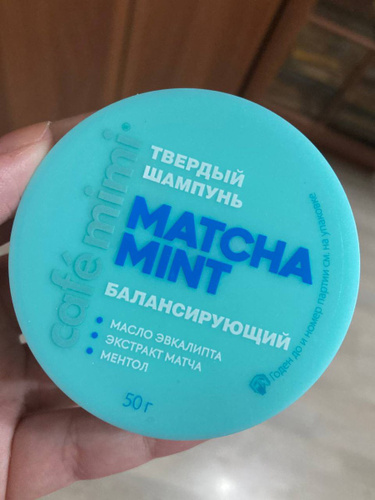 café mimi®
ТВЕРДЫЙ
ШАМПУНЬ
MATCHA
MINT
БАЛАНСИРУЮЩИЙ
МАСЛО ЭВКАЛИПТА
ЭКСТРАКТ МАТЧА
МЕНТОЛ
50 г
Годен до и номер партии см. на упаковке